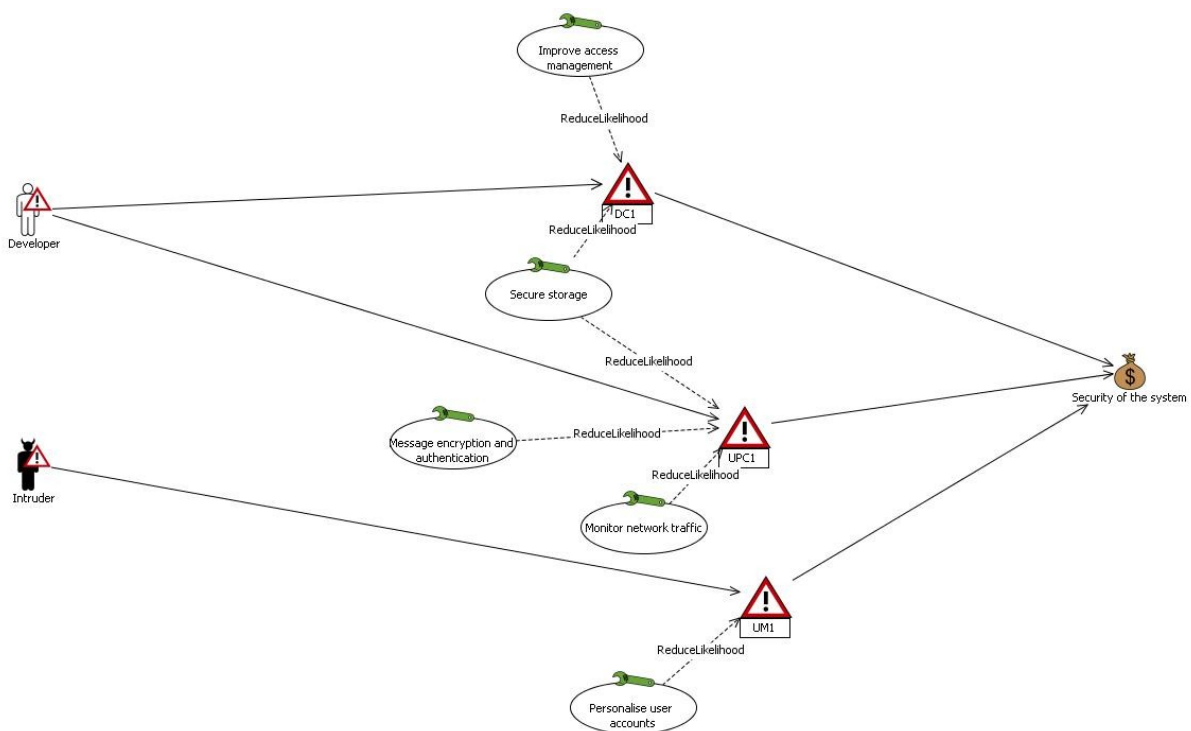 Improve access
management
ReduceLikelihood
DC1
ReduceLikelihood
Developer
Secure storage
ReduceLikelihood
$
Security of the system
Message encryption and
authentication
ReduceLikelihood
UPC1
ReduceLikelihood
Intruder
Monitor network traffic
UM1
ReduceLikelihood
Personalise user
accounts